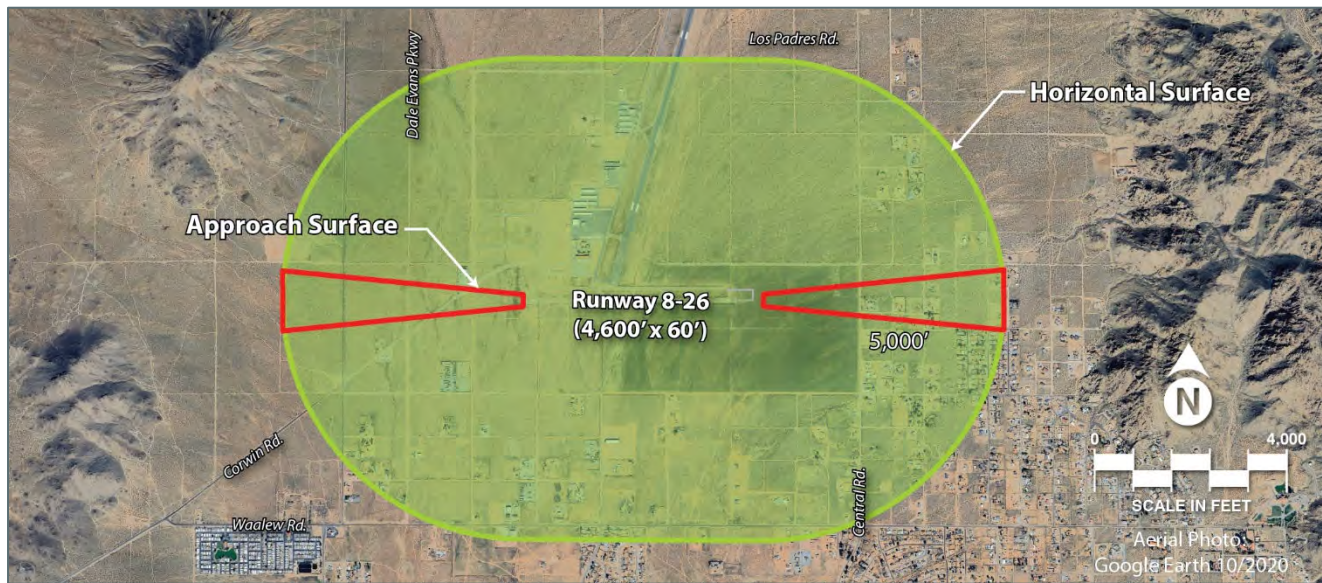 Los Padres Rd.
Dale Evans Pkwy
Horizontal Surface
Approach Surface
Runway 8-26
(4,600' x 60')
5,000'
N
0 4,000
SCALE IN FEET
Corwin Rd.
Central Rd.
Waalew Rd.
Aerial Photo:
Google Earth 10/2020